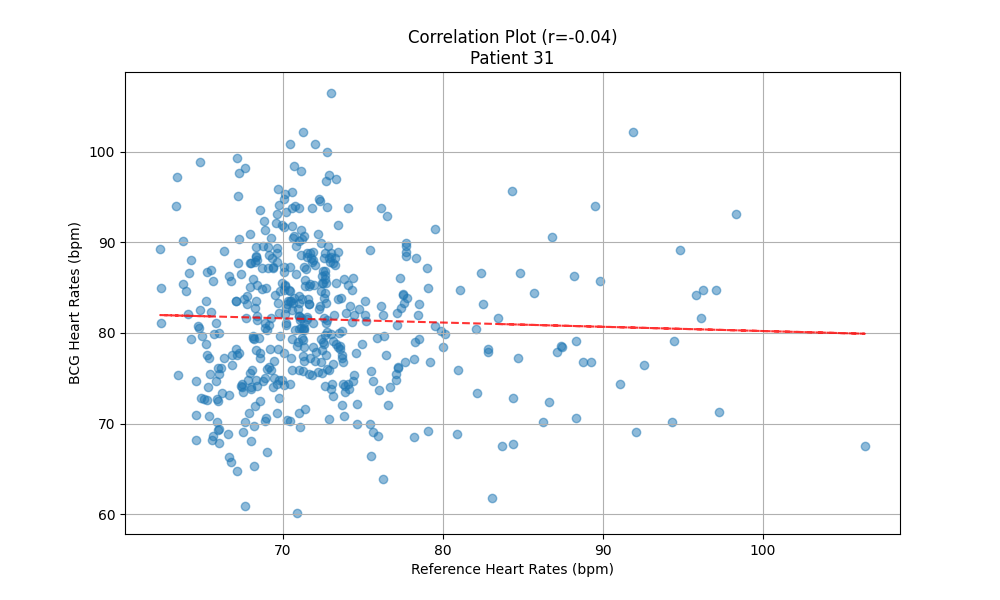 Correlation Plot (r=-0.04)
Patient 31
100
90
80
70
60
BCG Heart Rates (bpm)
70 80 90 100
Reference Heart Rates (bpm)